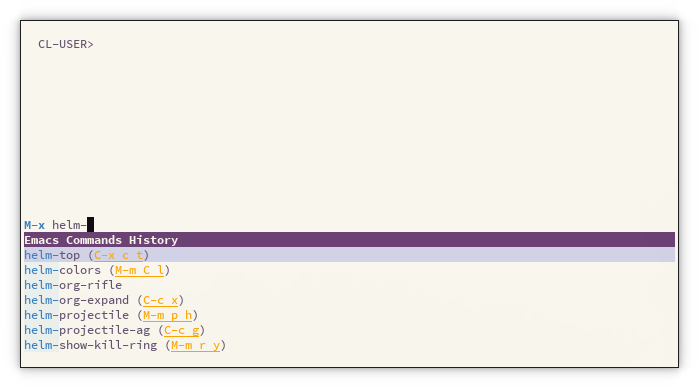 CL-USER>
M-x helm-
Emacs Commands History
helm-top (C-x c t)
helm-colors (M-m C l)
helm-org-rifle
helm-org-expand (C-c x)
helm-projectile (M-m p h)
helm-projectile-ag (C-c g)
helm-show-kill-ring (M-m r y)